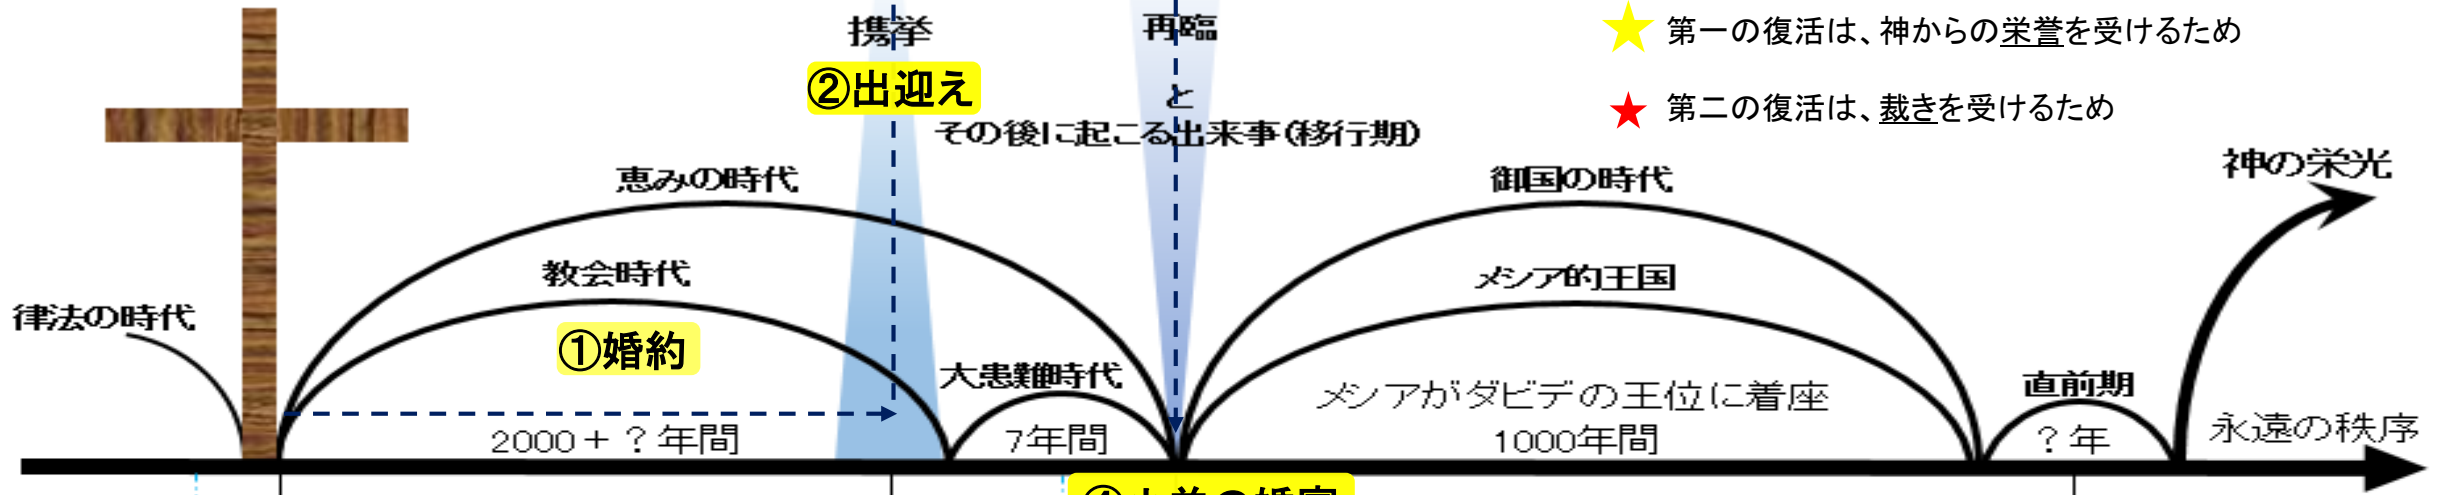 携挙
②出迎え
再臨
と
その後に起こる出来事(移行期)
第一の復活は、神からの栄誉を受けるため
第二の復活は、裁きを受けるため
神の栄光
恵みの時代
御国の時代
教会時代
メシア的王国
律法の時代
①婚約
大患難時代
メシアがダビデの王位に着座
直前期
2000+?年間
7年間
1000年間
?年
永遠の秩序